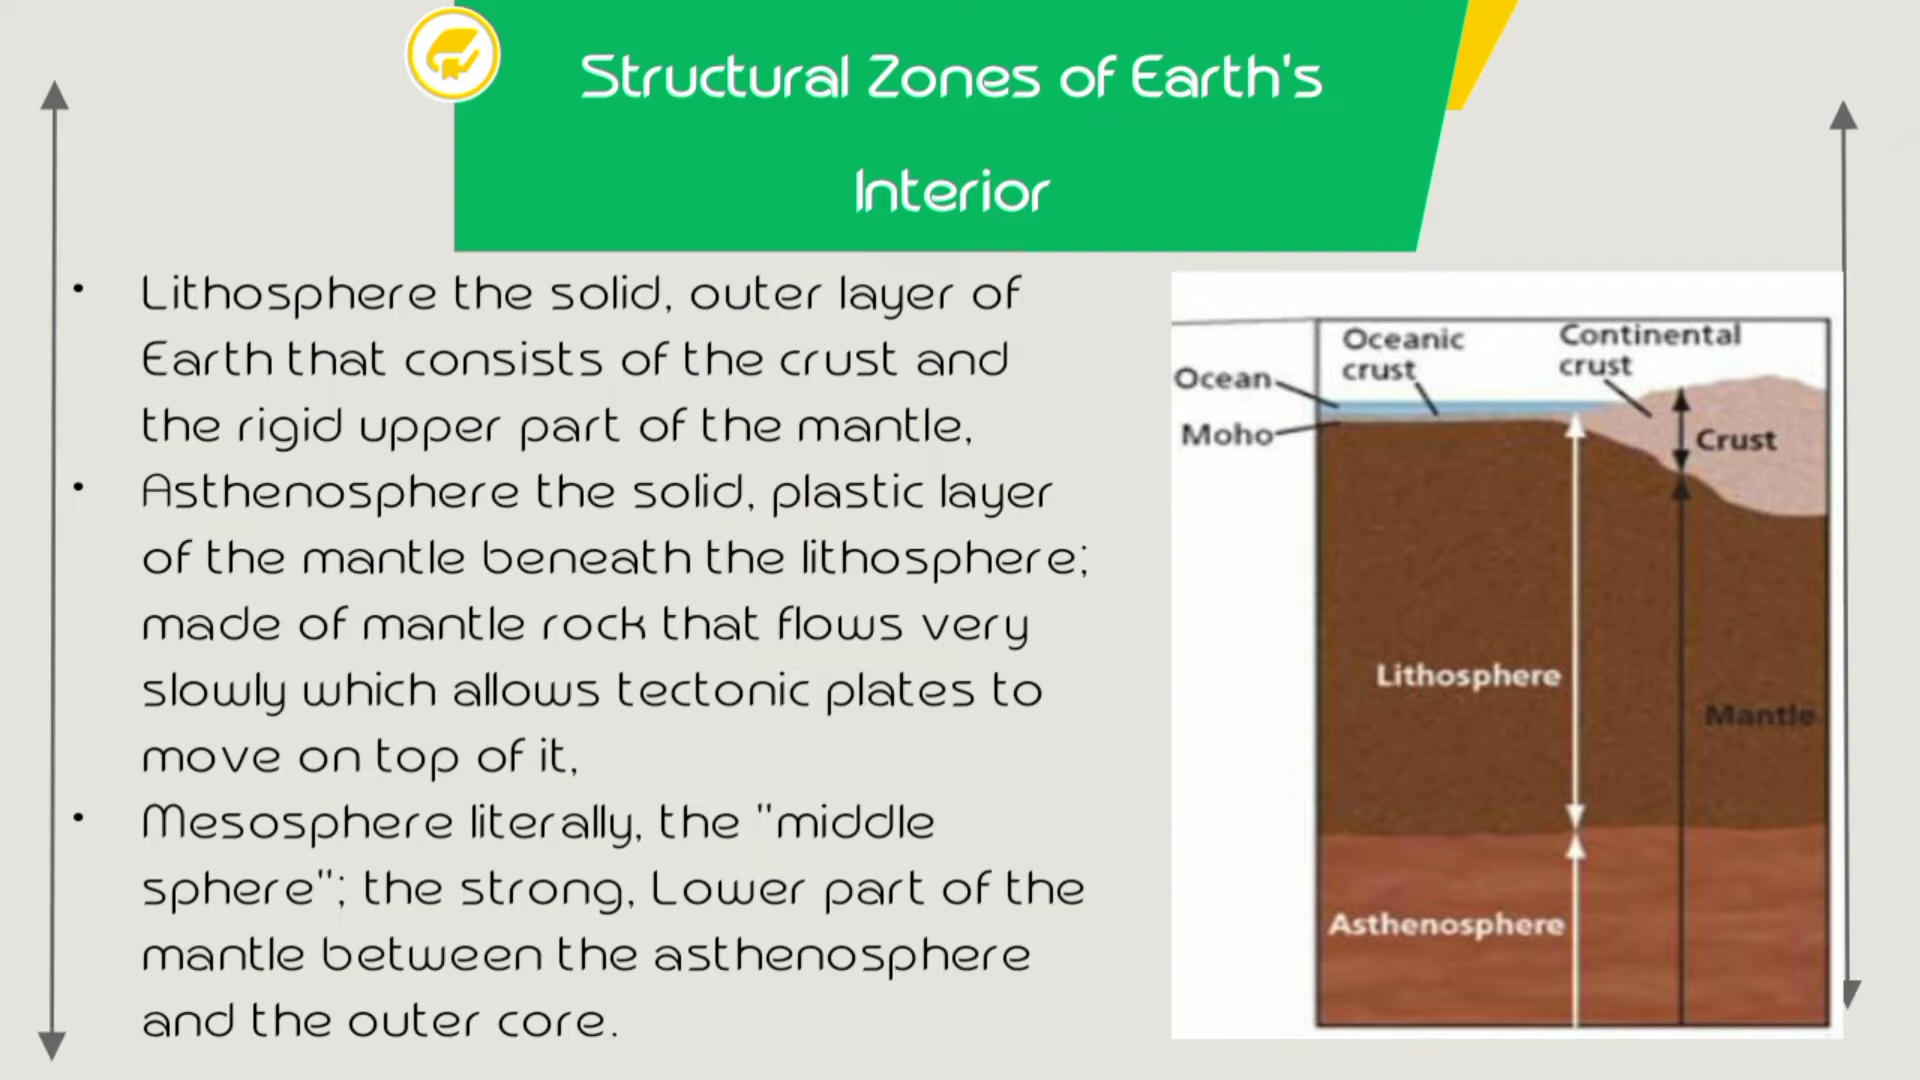 Structural Zones of Earth's
Interior
• Lithosphere the solid, outer layer of
Earth that consists of the crust and
the rigid upper part of the mantle,
• Asthenosphere the solid, plastic layer
of the mantle beneath the lithosphere;
made of mantle rock that flows very
slowly which allows tectonic plates to
move on top of it,
• Mesosphere literally, the "middle
sphere"; the strong, Lower part of the
mantle between the asthenosphere
and the outer core.
Oceanic
crust
Continental
crust
Ocean
Moho
Crust
Lithosphere
Mantle
Asthenosphere